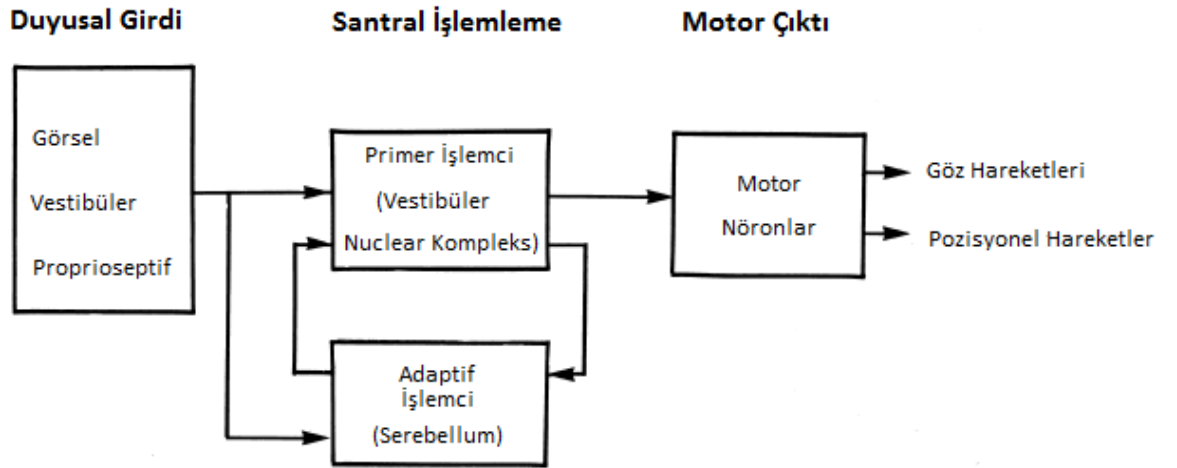 Duyusal Girdi
Santral İşlemleme
Motor Çıktı
Görsel
Vestibüler
Proprioseptif
Primer İşlemci
(Vestibüler
Nuclear Kompleks)
Adaptif
İşlemci
(Serebellum)
Motor
Nöronlar
Göz Hareketleri
Pozisyonel Hareketler